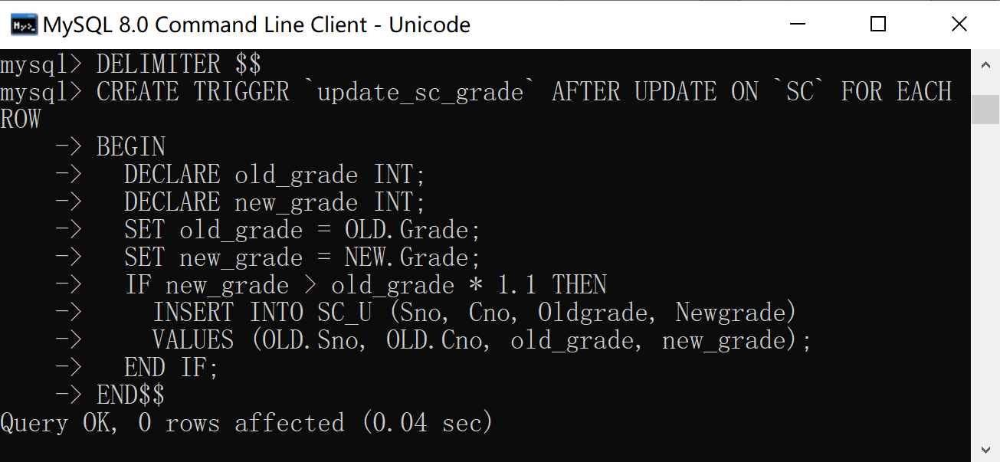 MySQL 8.0 Command Line Client - Unicode
mysql> DELIMITER $$
mysql> CREATE TRIGGER `update_sc_grade` AFTER UPDATE ON `SC` FOR EACH
ROW
    -> BEGIN
    ->   DECLARE old_grade INT;
    ->   DECLARE new_grade INT;
    ->   SET old_grade = OLD.Grade;
    ->   SET new_grade = NEW.Grade;
    ->   IF new_grade > old_grade * 1.1 THEN
    ->     INSERT INTO SC_U (Sno, Cno, Oldgrade, Newgrade)
    ->     VALUES (OLD.Sno, OLD.Cno, old_grade, new_grade);
    ->   END IF;
    -> END$$
Query OK, 0 rows affected (0.04 sec)